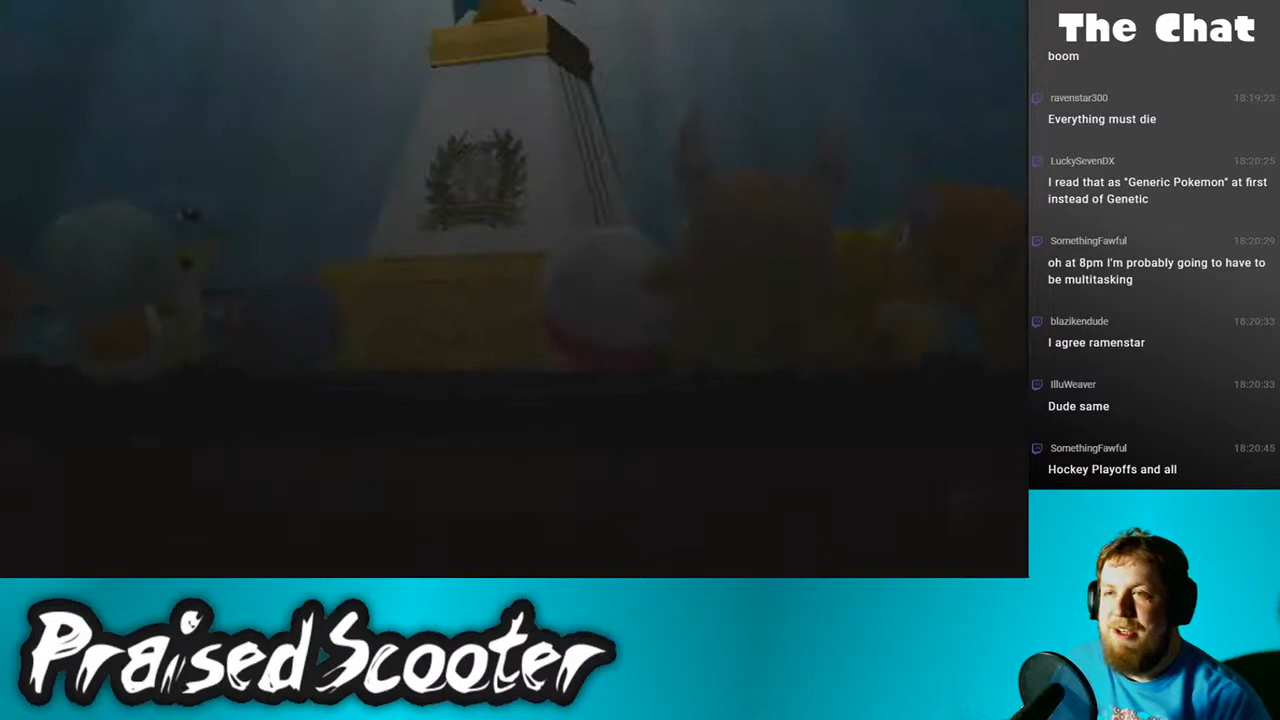 The Chat
boom
ravenstar300 18:19:23
Everything must die
LuckySevenDX 18:20:25
I read that as "Generic Pokemon" at first
instead of Genetic
SomethingFawful 18:20:29
oh at 8pm I'm probably going to have to
be multitasking
blazikendude 18:20:33
I agree ramenstar
IlluWeaver 18:20:33
Dude same
SomethingFawful 18:20:45
Hockey Playoffs and all
PraisedScooter